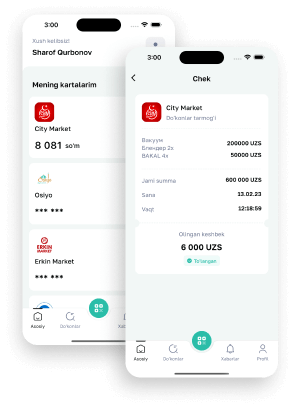 3:00
Xush kelibsiz!
Sharof Qurbonov
Mening kartalarim
City Market
8 081 so'm
Osiyo
*** ***
ERKIN
MARKET
Erkin Market
*** ***
Asosiy
Do'konlar
3:00
Chek
City Market
Do'konlar tarmog'i
Вакуум
Блендер 2x
200000 UZS
BAKAL 4x
50000 UZS
Jami summa
600 000 UZS
Sana
13.02.23
Vaqt
12:18:59
Olingan keshbek
6 000 UZS
To'langan
Asosiy
Do'konlar
Xabarlar
Profil